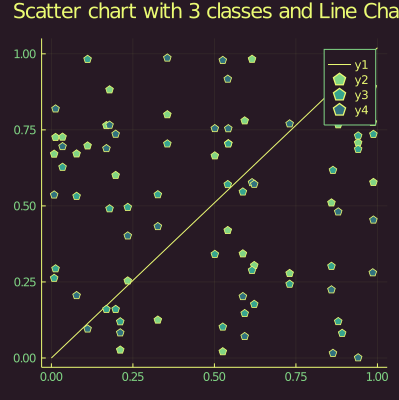 Scatter chart with 3 classes and Line Cha
1.00
0.75
0.50
0.25
0.00
0.00 0.25 0.50 0.75 1.00
y1
y2
y3
y4